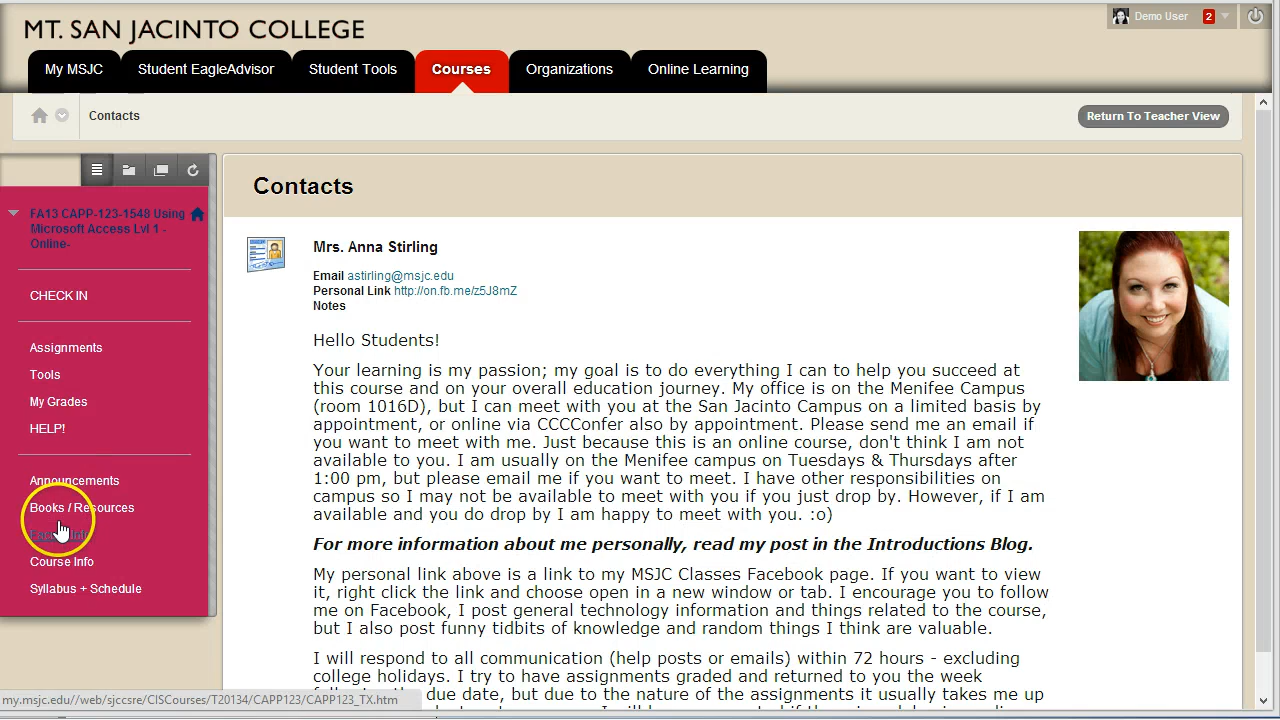 MT. SAN JACINTO COLLEGE
Demo User 2
My MSJC Student EagleAdvisor Student Tools Courses Organizations Online Learning
Contacts
Return To Teacher View
FA13 CAPP-123-1548 Using
Microsoft Access Lvl 1 -
Online-
CHECK IN
Assignments
Tools
My Grades
HELP!
Announcements
Books / Resources
Course Info
Syllabus + Schedule
Contacts
Mrs. Anna Stirling
Email astirling@msjc.edu
Personal Link http://on.fb.me/z5J8mZ
Notes
Hello Students!
Your learning is my passion; my goal is to do everything I can to help you succeed at
this course and on your overall education journey. My office is on the Menifee Campus
(room 1016D), but I can meet with you at the San Jacinto Campus on a limited basis by
appointment, or online via CCCConfer also by appointment. Please send me an email if
you want to meet with me. Just because this is an online course, don't think I am not
available to you. I am usually on the Menifee campus on Tuesdays & Thursdays after
1:00 pm, but please email me if you want to meet. I have other responsibilities on
campus so I may not be available to meet with you if you just drop by. However, if I am
available and you do drop by I am happy to meet with you. :o)
For more information about me personally, read my post in the Introductions Blog.
My personal link above is a link to my MSJC Classes Facebook page. If you want to view
it, right click the link and choose open in a new window or tab. I encourage you to follow
me on Facebook, I post general technology information and things related to the course,
but I also post funny tidbits of knowledge and random things I think are valuable.
I will respond to all communication (help posts or emails) within 72 hours - excluding
college holidays. I try to have assignments graded and returned to you the week
due date, but due to the nature of the assignments it usually takes me up
my.msjc.edu//web/sjccsre/CISCourses/T20134/CAPP123/CAPP123_TX.htm